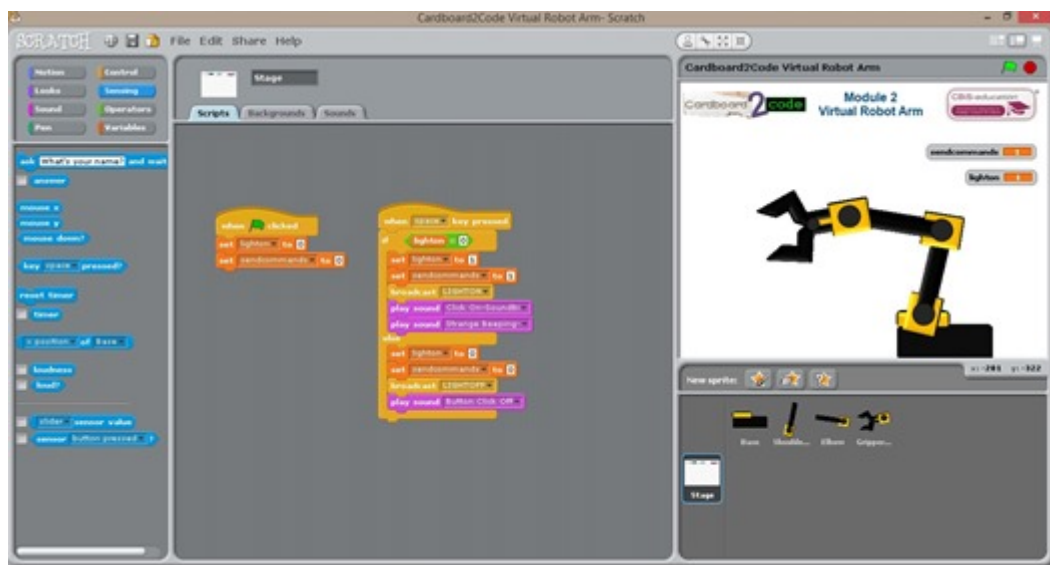 Cardboard2Code Virtual Robot Arm- Scratch
SCRATCH File Edit Share Help
Motion Control
Looks Sensing
Sound Operators
Pen Variables
ask What's your name? and wait
answer
mouse x
mouse y
mouse down?
key space pressed?
reset timer
timer
x position of Base
loudness
loud?
slider sensor value
sensor button pressed ?
Stage
Scripts Backgrounds Sounds
when clicked
set lighton to 0
set sendcommands to 0
when space key pressed
if lighton = 0
set lighton to 1
set sendcommands to 1
broadcast LIGHTON
play sound Click On-SoundBi
play sound Strange Beeping-
else
set lighton to 0
set sendcommands to 0
broadcast LIGHTOFF
play sound Button Click Off
Cardboard2Code Virtual Robot Arm
Cardboard 2 code
Module 2
Virtual Robot Arm
CBiS-education
sendcommands
lighton
New sprite:
x: -281 y: -322
Base Shoulde... Elbow Gripper...
Stage